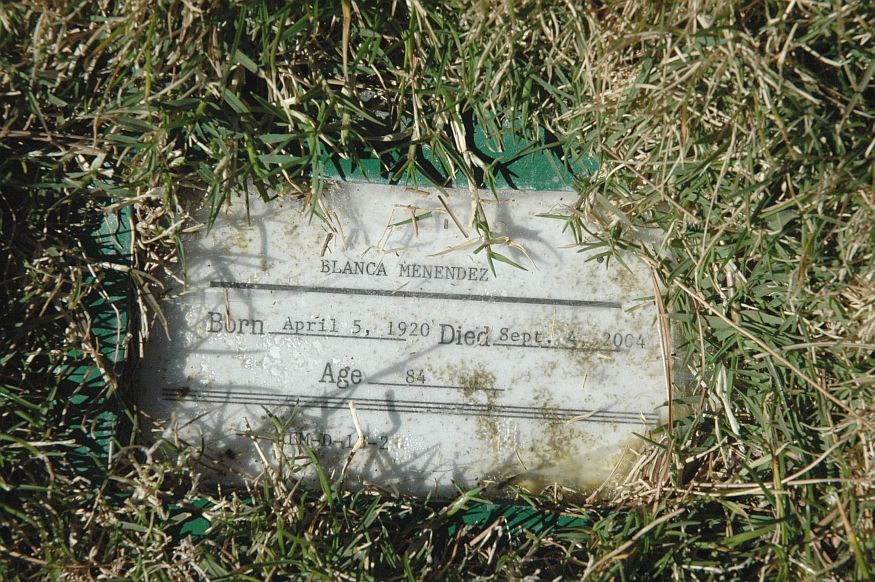 BLANCA MENENDEZ
Born April 5, 1920 Died Sept. 4, 2004
Age 84